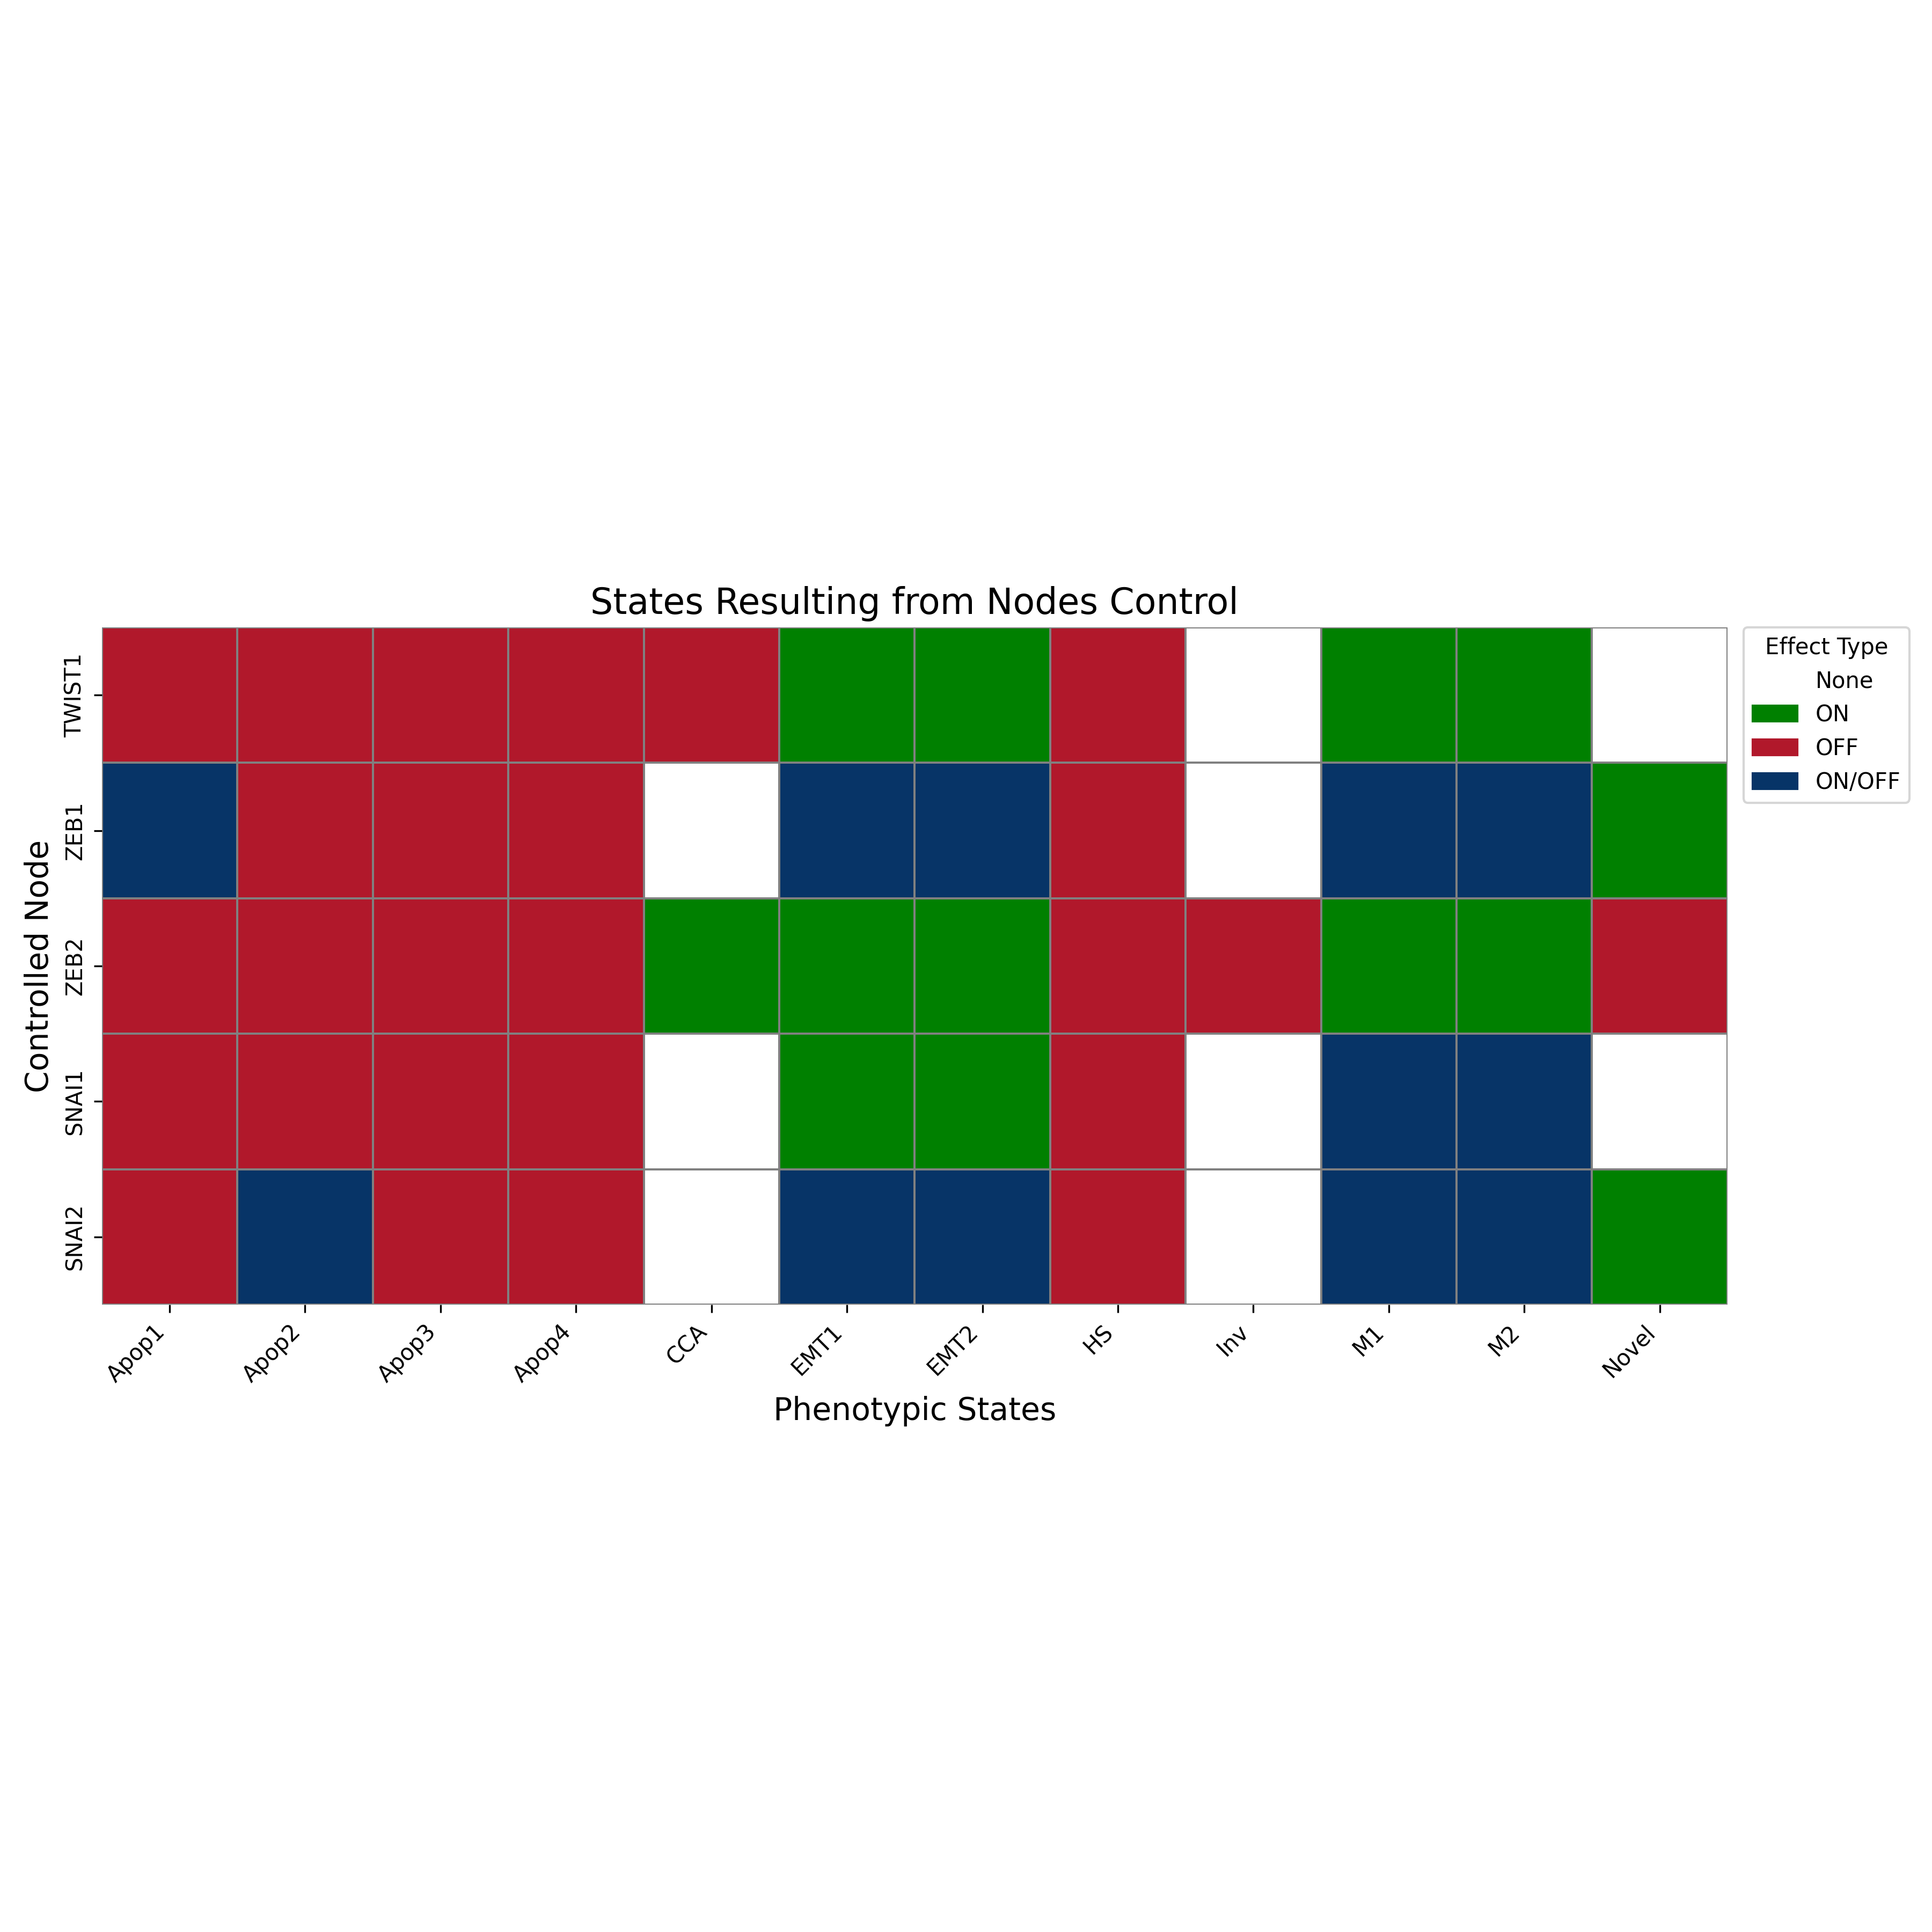 States Resulting from Nodes Control
Effect Type
None
ON
OFF
ON/OFF
Controlled Node
TWIST1
ZEB1
ZEB2
SNAI1
SNAI2
Apop1
Apop2
Apop3
Apop4
CCA
EMT1
EMT2
HS
Inv
M1
M2
Novel
Phenotypic States